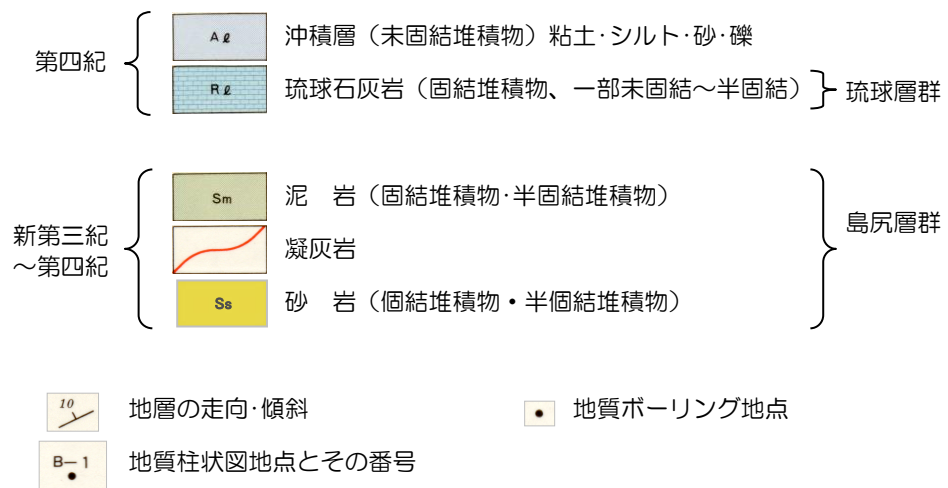 第四紀
Aℓ 沖積層（未固結堆積物）粘土･シルト･砂･礫
Rℓ 琉球石灰岩（固結堆積物、一部未固結～半固結） 琉球層群
新第三紀
～第四紀
Sm 泥　岩（固結堆積物･半固結堆積物）
凝灰岩
Ss 砂　岩（個結堆積物・半個結堆積物）
島尻層群
10 地層の走向･傾斜
地質ボーリング地点
B－1 地質柱状図地点とその番号